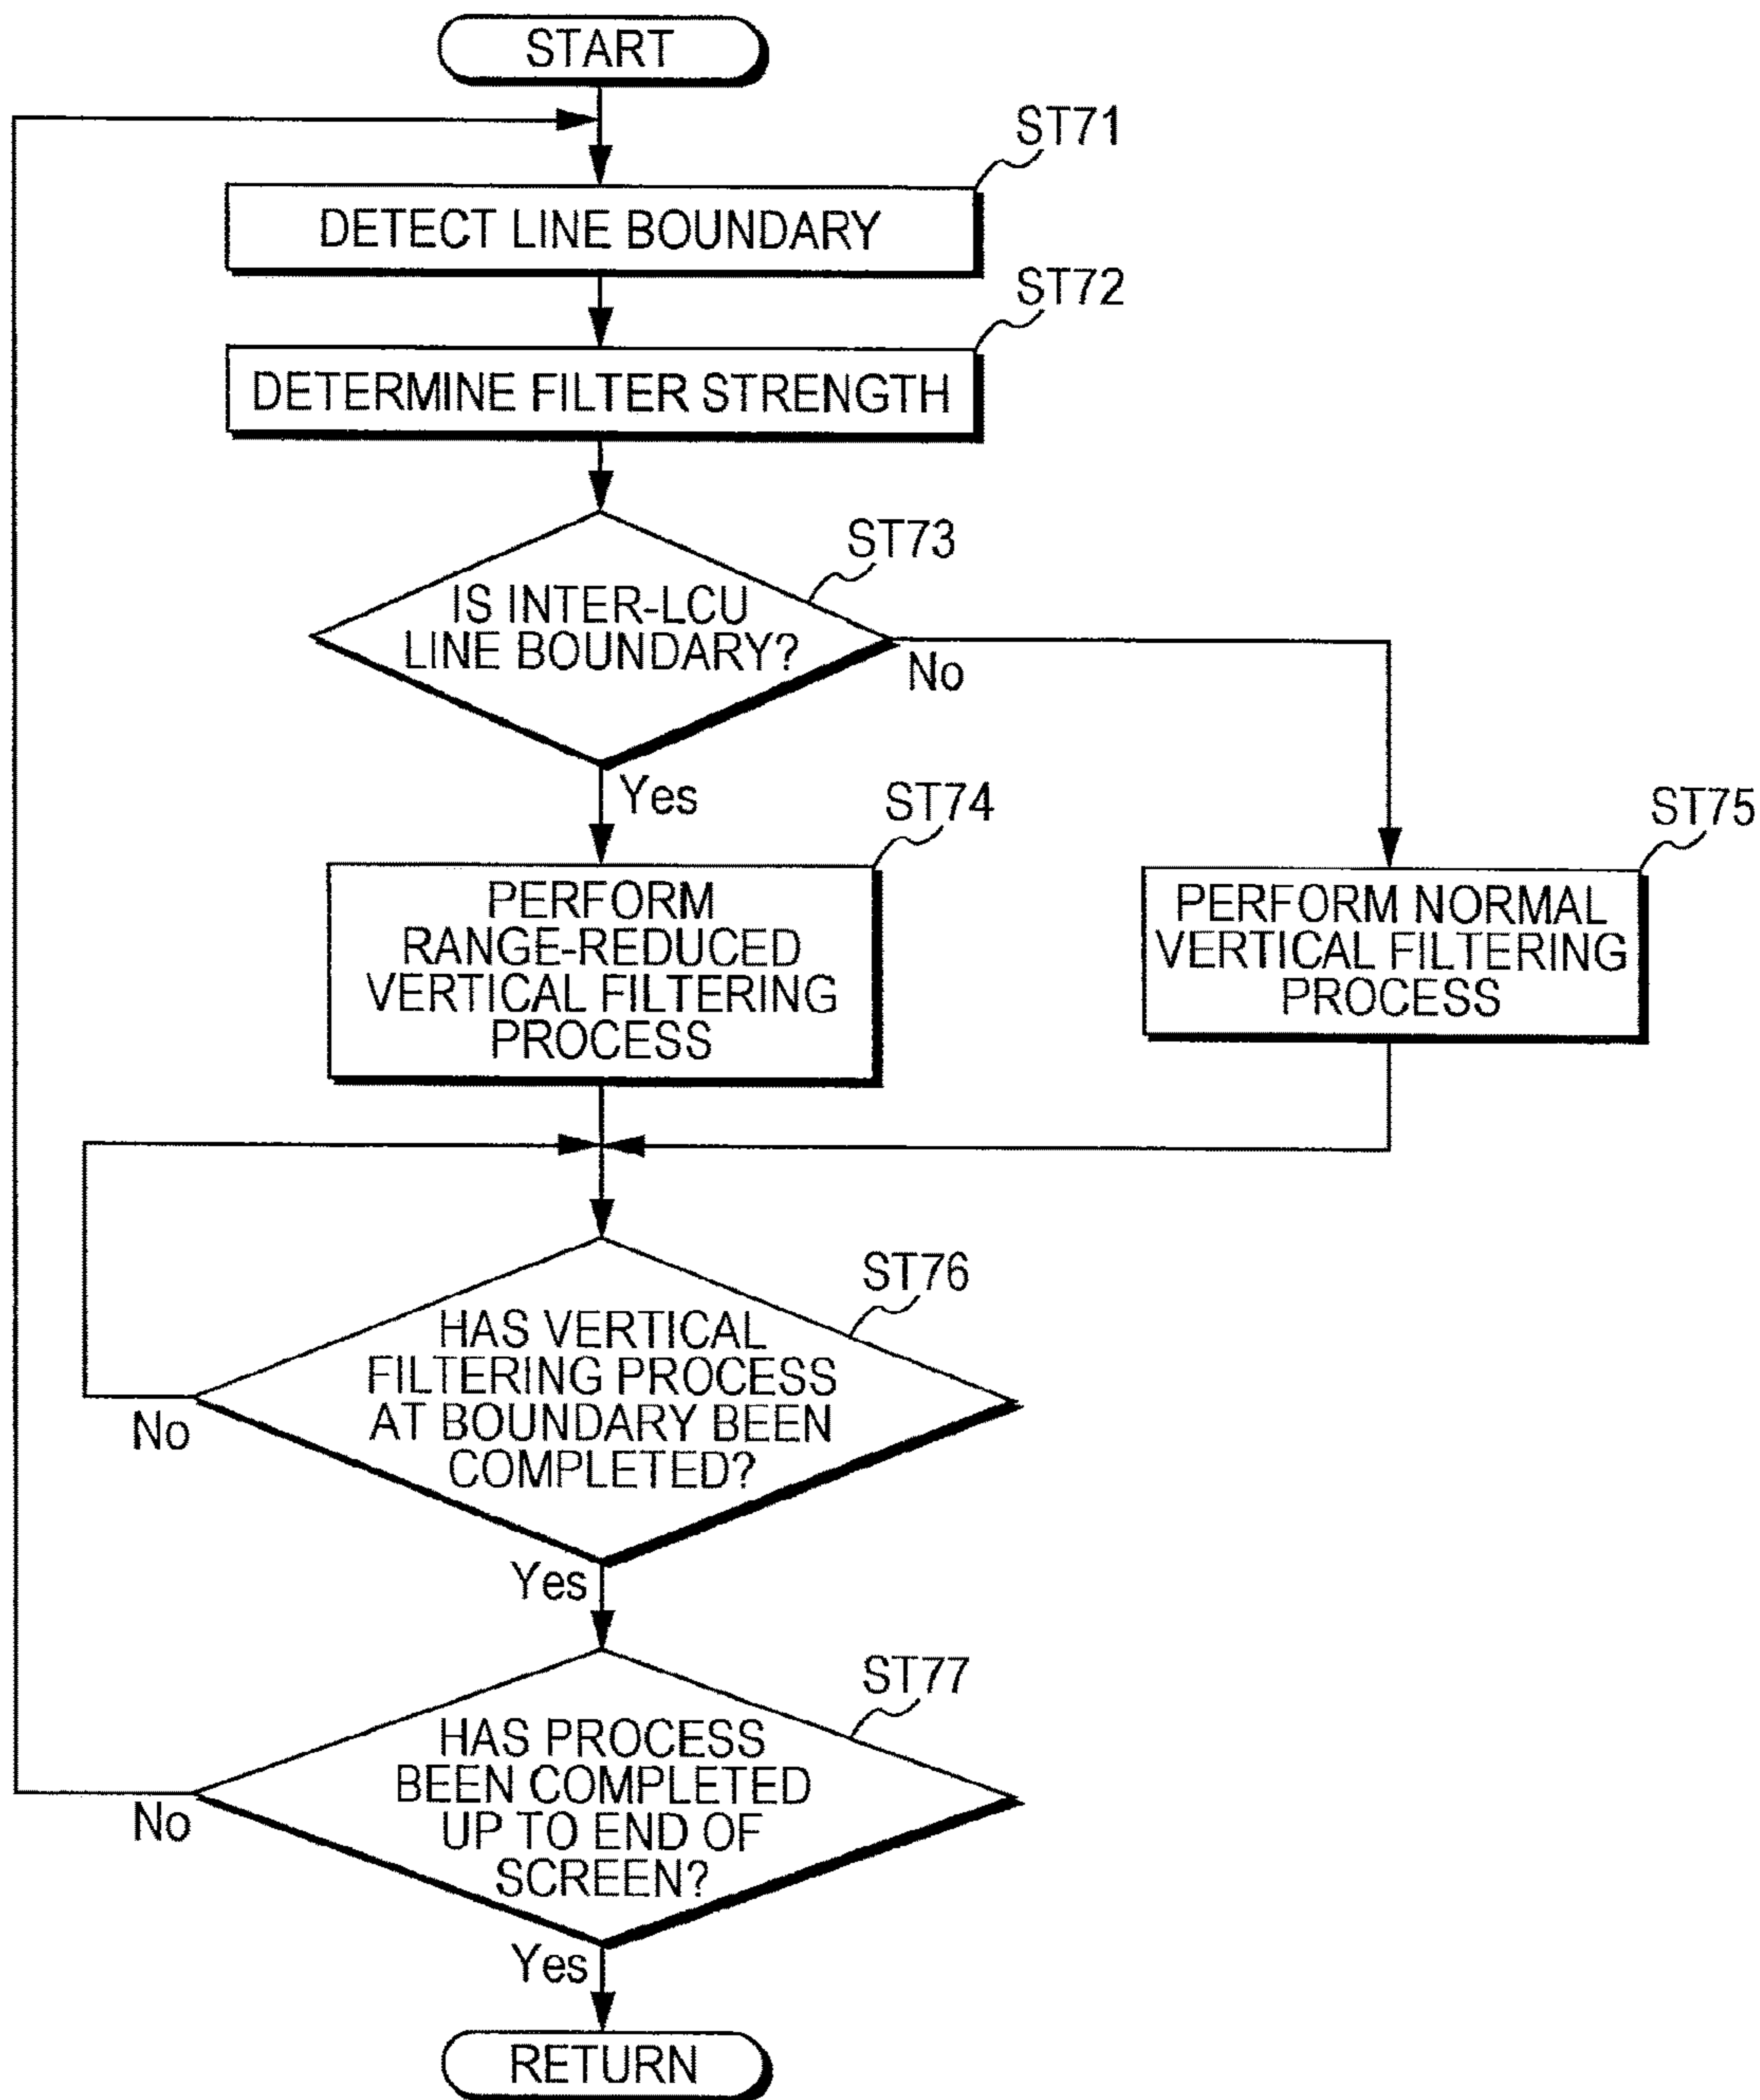 START
ST71
DETECT LINE BOUNDARY
ST72
DETERMINE FILTER STRENGTH
ST73
IS INTER-LCU
LINE BOUNDARY?
No
Yes
ST74
PERFORM
RANGE-REDUCED
VERTICAL FILTERING
PROCESS
ST75
PERFORM NORMAL
VERTICAL FILTERING
PROCESS
ST76
HAS VERTICAL
FILTERING PROCESS
AT BOUNDARY BEEN
COMPLETED?
No
Yes
ST77
HAS PROCESS
BEEN COMPLETED
UP TO END OF
SCREEN?
No
Yes
RETURN